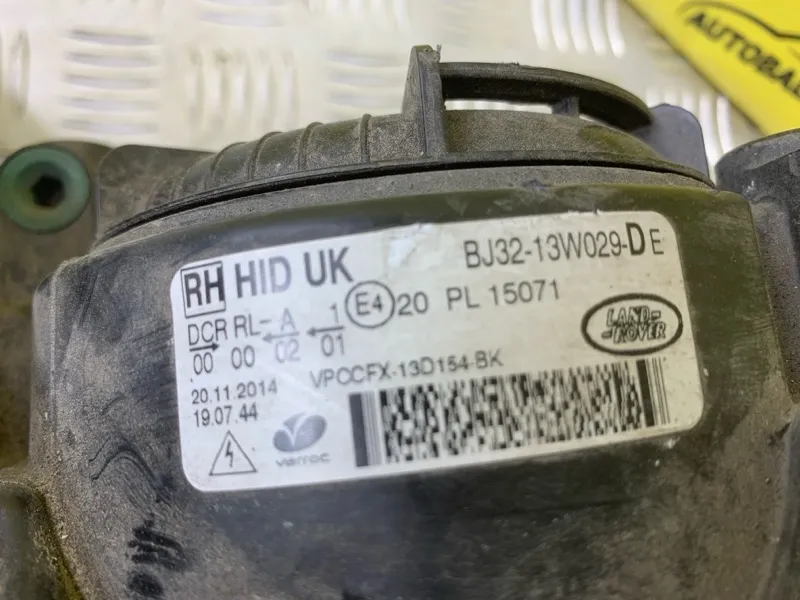 AUTOBAL
RH HID UK BJ32-13W029-DE
DCR RL A 1 E4 20 PL 15071
00 00 02 01
LAND-
ROVER
VPOCFX-13D154-BK
20.11.2014
19.07.44
varroc